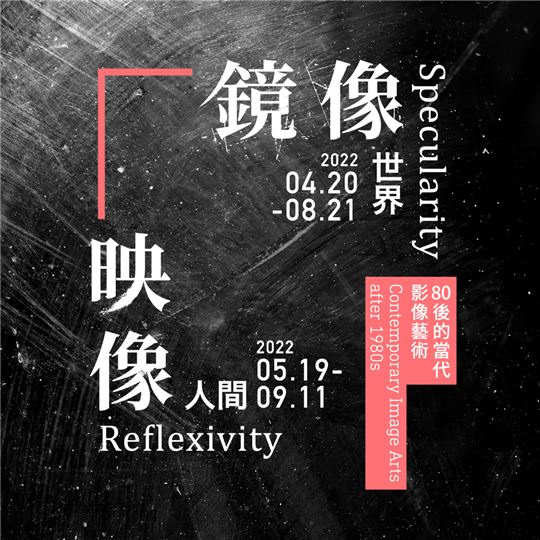 鏡像
世界
Specularity
2022
04.20
-08.21
映像
人間
Reflexivity
2022
05.19-
09.11
80後的當代
影像藝術
Contemporary Image Arts
after 1980s